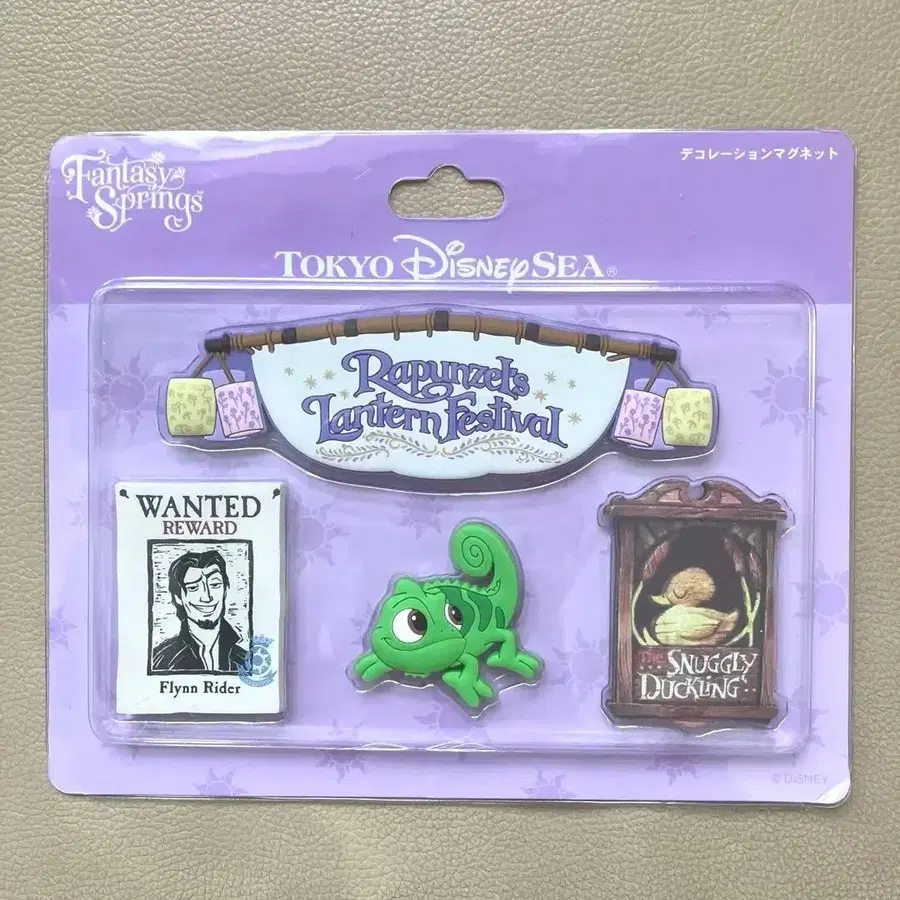 Fantasy
Springs
デコレーションマグネット
TOKYO DISNEYSEA®
Rapunzel's
Lantern Festival
WANTED
REWARD
Flynn Rider
THE SNUGGLY
DUCKLING
© DISNEY